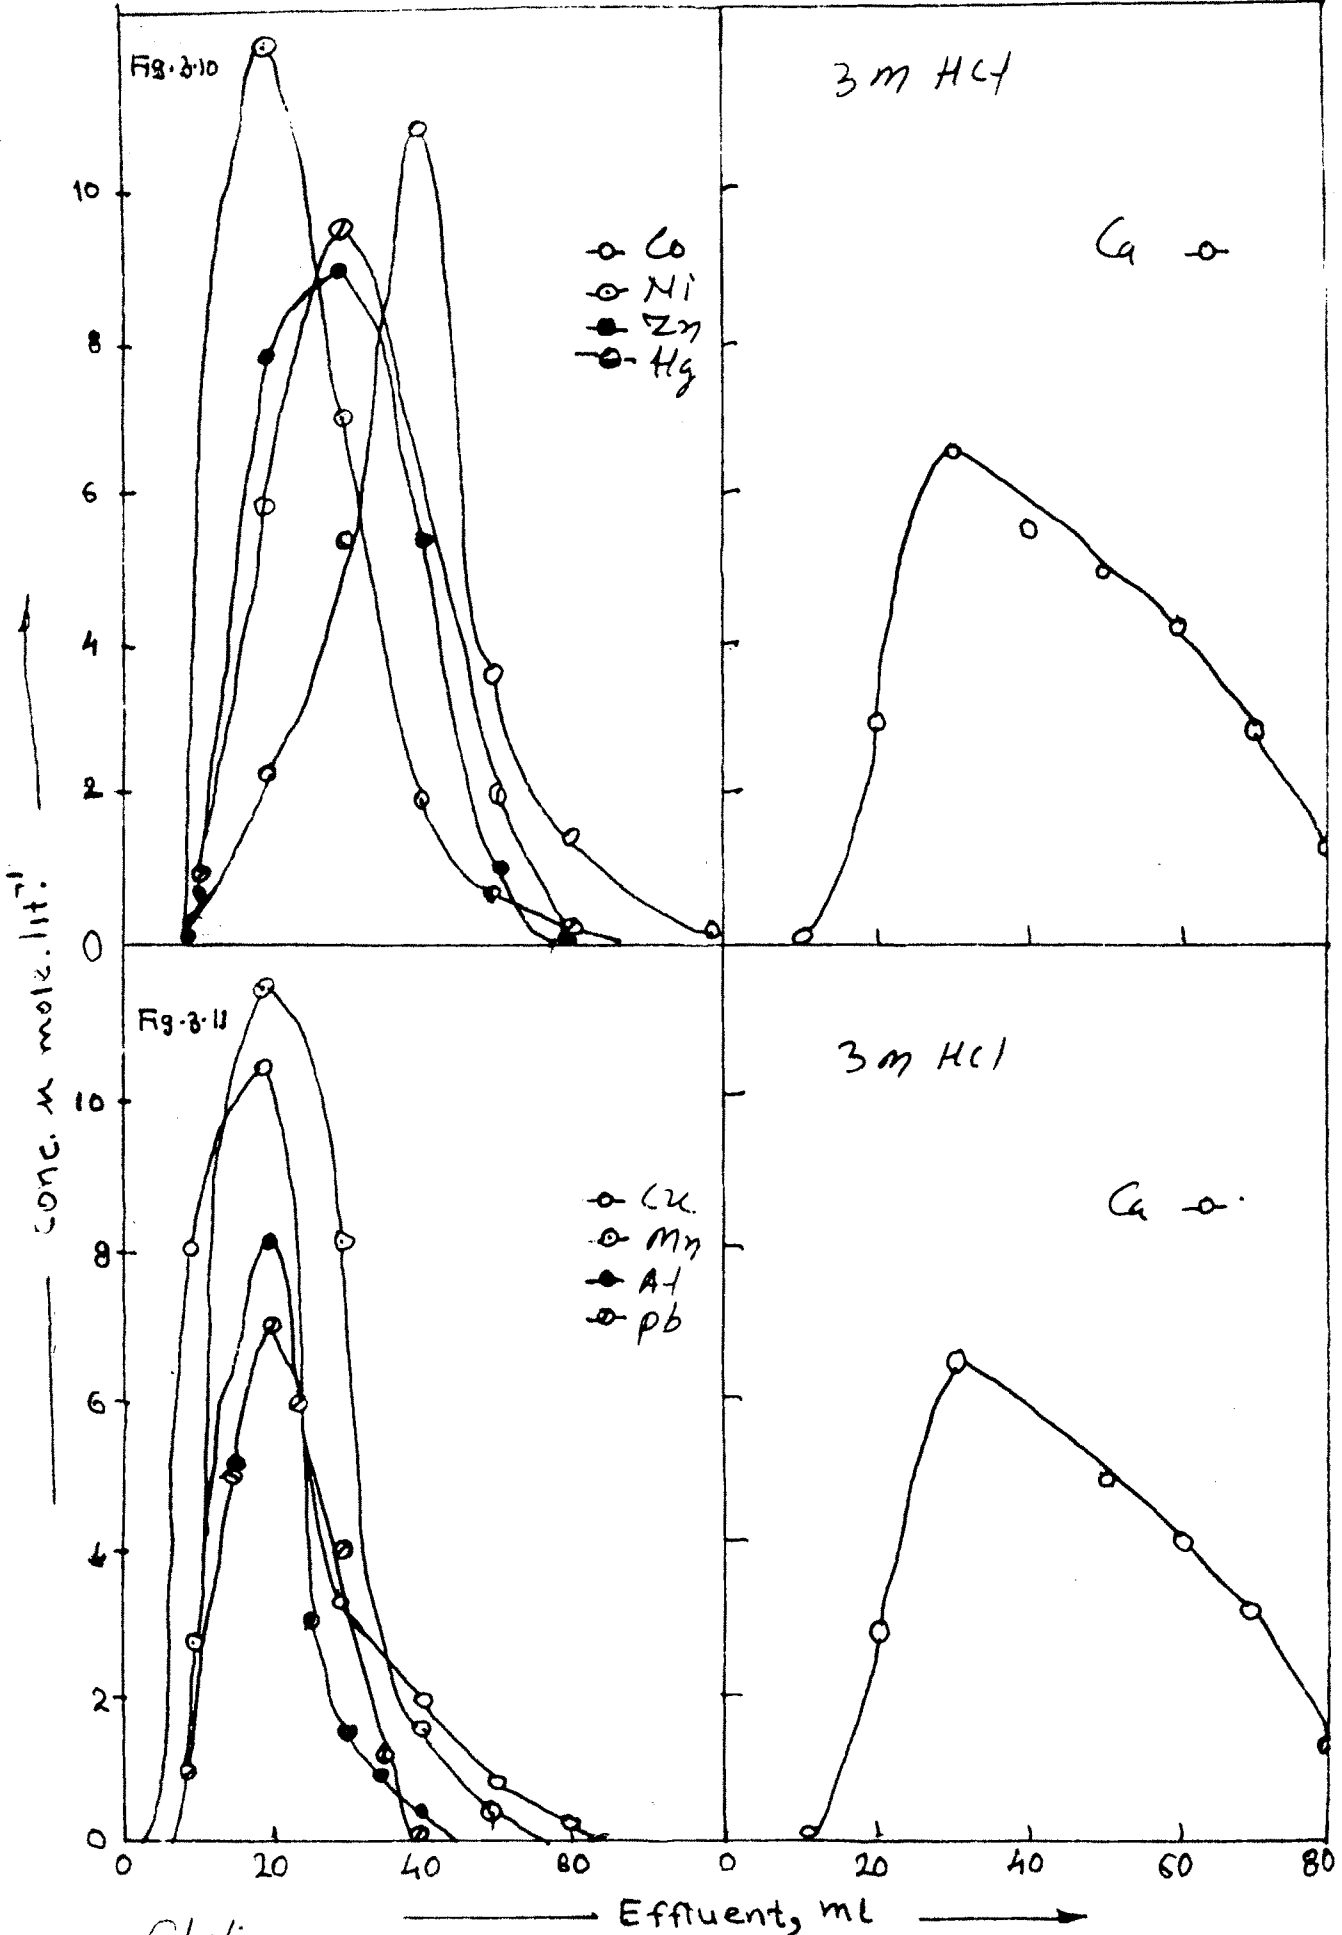 Fig. 3.10
3 m HCl
10
8
6
4
2
0
Co
Ni
Zn
Hg
Ca
Conc. m mole. lit.⁻¹
Fig. 3.11
3 m HCl
10
8
6
4
2
0
Cu
Mn
Al
Pb
Ca
0 20 40 60 0 20 40 60 80
Effluent, ml